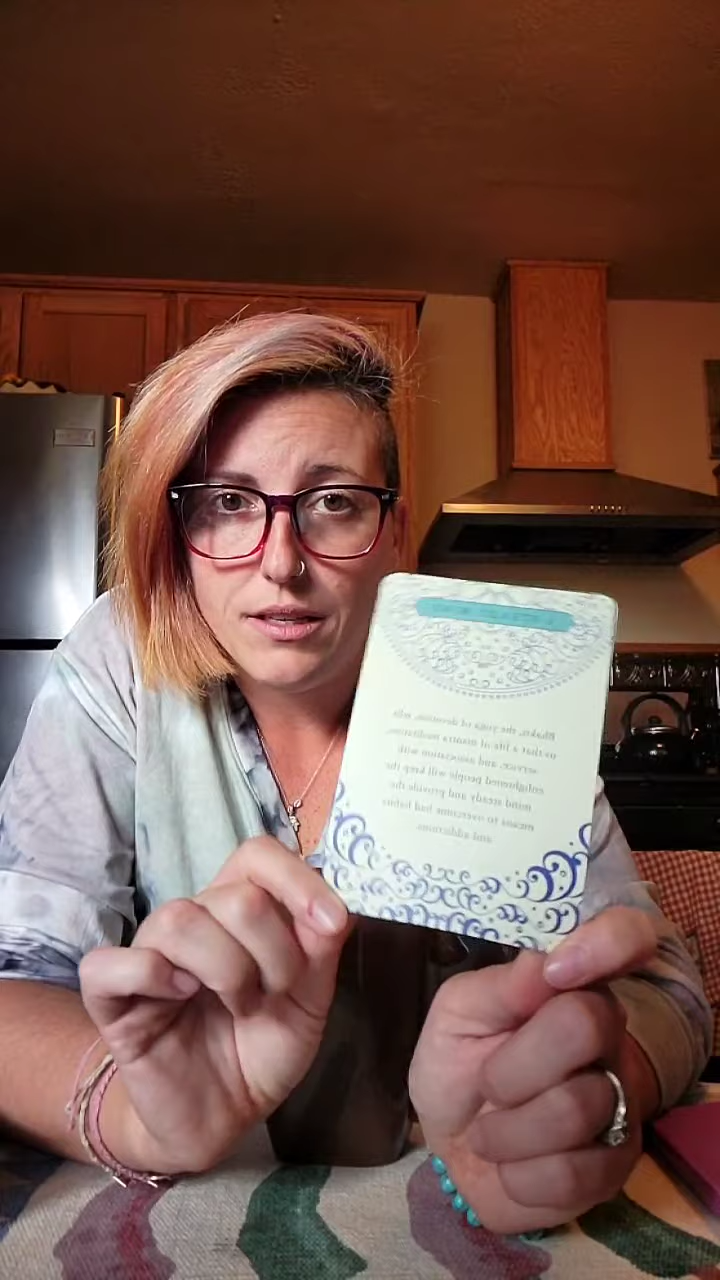 Bhakti, the yoga of devotion, tells
us that a life of mantra meditation,
service, and association with
enlightened people will keep the
mind steady and provide the
means to overcome bad habits
and addictions.